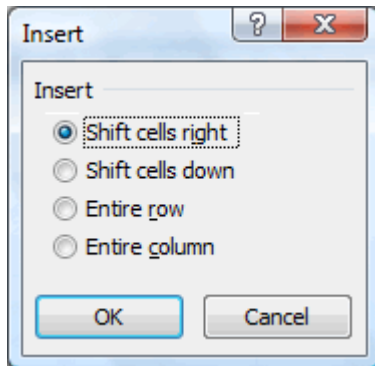 Insert
Insert
Shift cells right
Shift cells down
Entire row
Entire column
OK Cancel